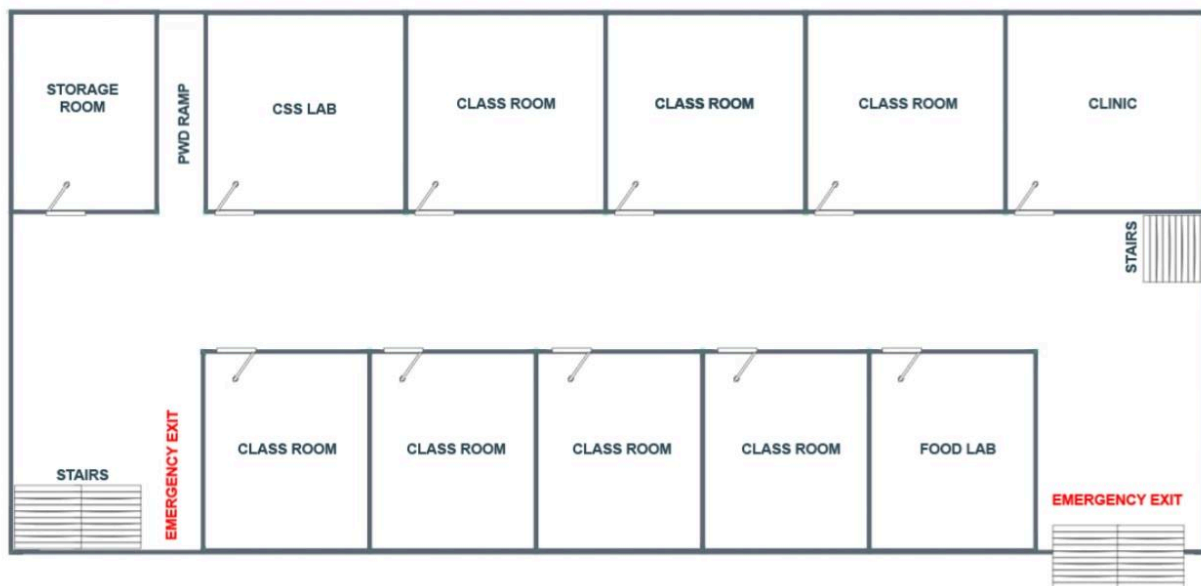 STORAGE
ROOM
PWD RAMP
CSS LAB
CLASS ROOM
CLASS ROOM
CLASS ROOM
CLINIC
STAIRS
EMERGENCY EXIT
CLASS ROOM
CLASS ROOM
CLASS ROOM
CLASS ROOM
FOOD LAB
STAIRS
EMERGENCY EXIT